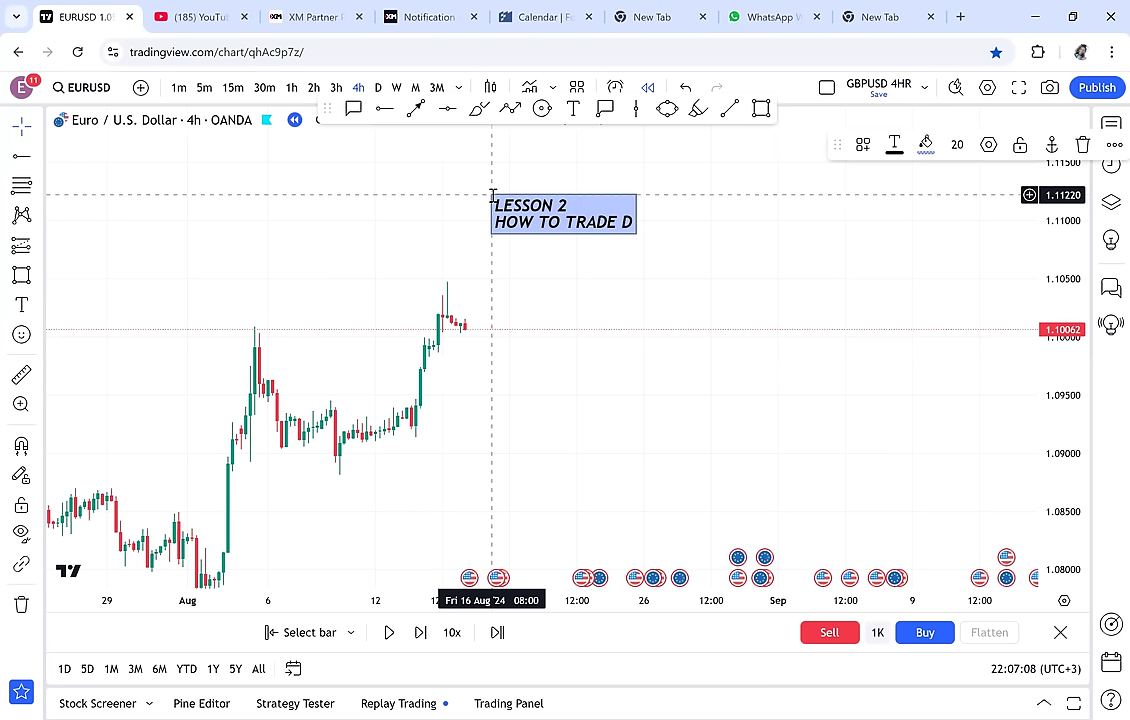 EURUSD 1.0
(185) YouTu
XM XM Partner
XM Notification
Calendar | F
New Tab
WhatsApp
New Tab
tradingview.com/chart/qhAc9p7z/
E 11
EURUSD
1m 5m 15m 30m 1h 2h 3h 4h D W M 3M
GBPUSD 4HR
Save
Publish
Euro / U.S. Dollar · 4h · OANDA
T
T 20
1.11500
1.11220
1.11000
1.10500
1.10062
1.10000
1.09500
1.09000
1.08500
1.08000
LESSON 2
HOW TO TRADE D
T
29 Aug 6 12 Fri 16 Aug '24 08:00 12:00 26 12:00 Sep 12:00 9 12:00
Select bar 10x
Sell 1K Buy Flatten
1D 5D 1M 3M 6M YTD 1Y 5Y All
22:07:08 (UTC+3)
Stock Screener Pine Editor Strategy Tester Replay Trading Trading Panel